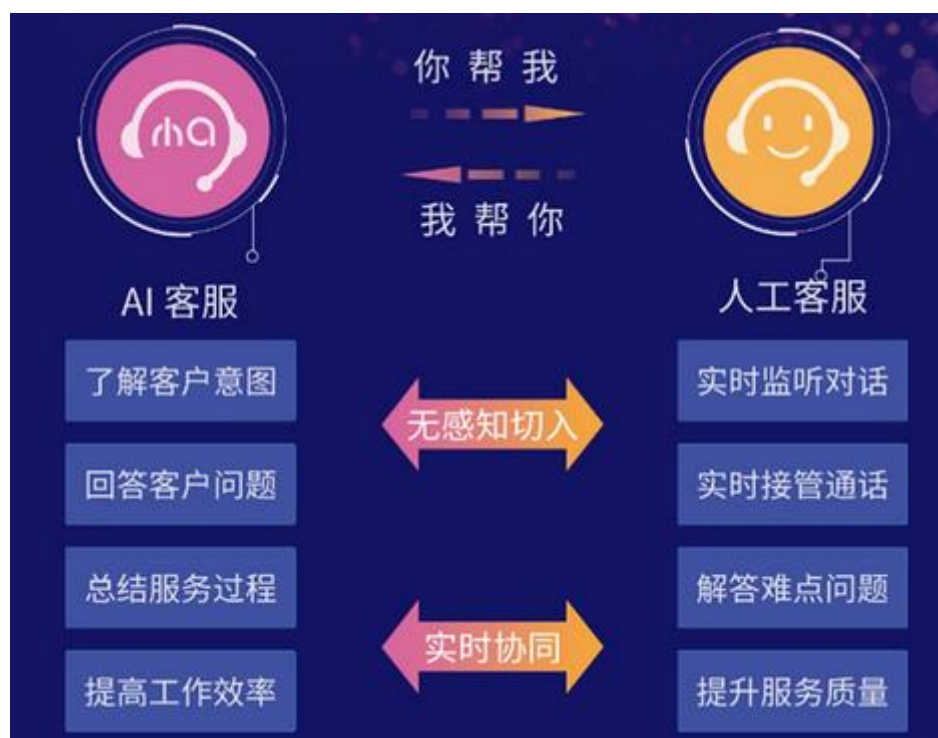 你帮我
rha
我帮你
AI 客服
人工客服
了解客户意图
实时监听对话
无感知切入
回答客户问题
实时接管通话
总结服务过程
解答难点问题
实时协同
提高工作效率
提升服务质量